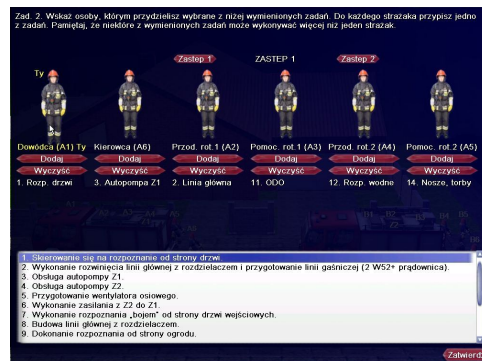 Zad. 2. Wskaż osoby, którym przydzielisz wybrane z niżej wymienionych zadań. Do każdego strażaka przypisz jedno
z zadań. Pamiętaj, że niektóre z wymienionych zadań może wykonywać więcej niż jeden strażak.
Zastęp 1 ZASTEP 1 Zastęp 2
Ty
Dowódca (A1) Ty Kierowca (A6) Przod. rot.1 (A2) Pomoc. rot.1 (A3) Przod. rot.2 (A4) Pomoc. rot.2 (A5)
Dodaj Dodaj Dodaj Dodaj Dodaj Dodaj
Wyczyść Wyczyść Wyczyść Wyczyść Wyczyść Wyczyść
1. Rozp. drzwi 3. Autopompa Z1 2. Linia główna 11. ODO 12. Rozp. wodne 14. Nosze, torby
1. Skierowanie się na rozpoznanie od strony drzwi.
2. Wykonanie rozwinięcia linii głównej z rozdzielaczem i przygotowanie linii gaśniczej (2 W52+ prądownica).
3. Obsługa autopompy Z1.
4. Obsługa autopompy Z2.
5. Przygotowanie wentylatora osiowego.
6. Wykonanie zasilania z Z2 do Z1.
7. Wykonanie rozpoznania „bojem" od strony drzwi wejściowych.
8. Budowa linii głównej z rozdzielaczem.
9. Dokonanie rozpoznania od strony ogrodu.
Zatwierdź